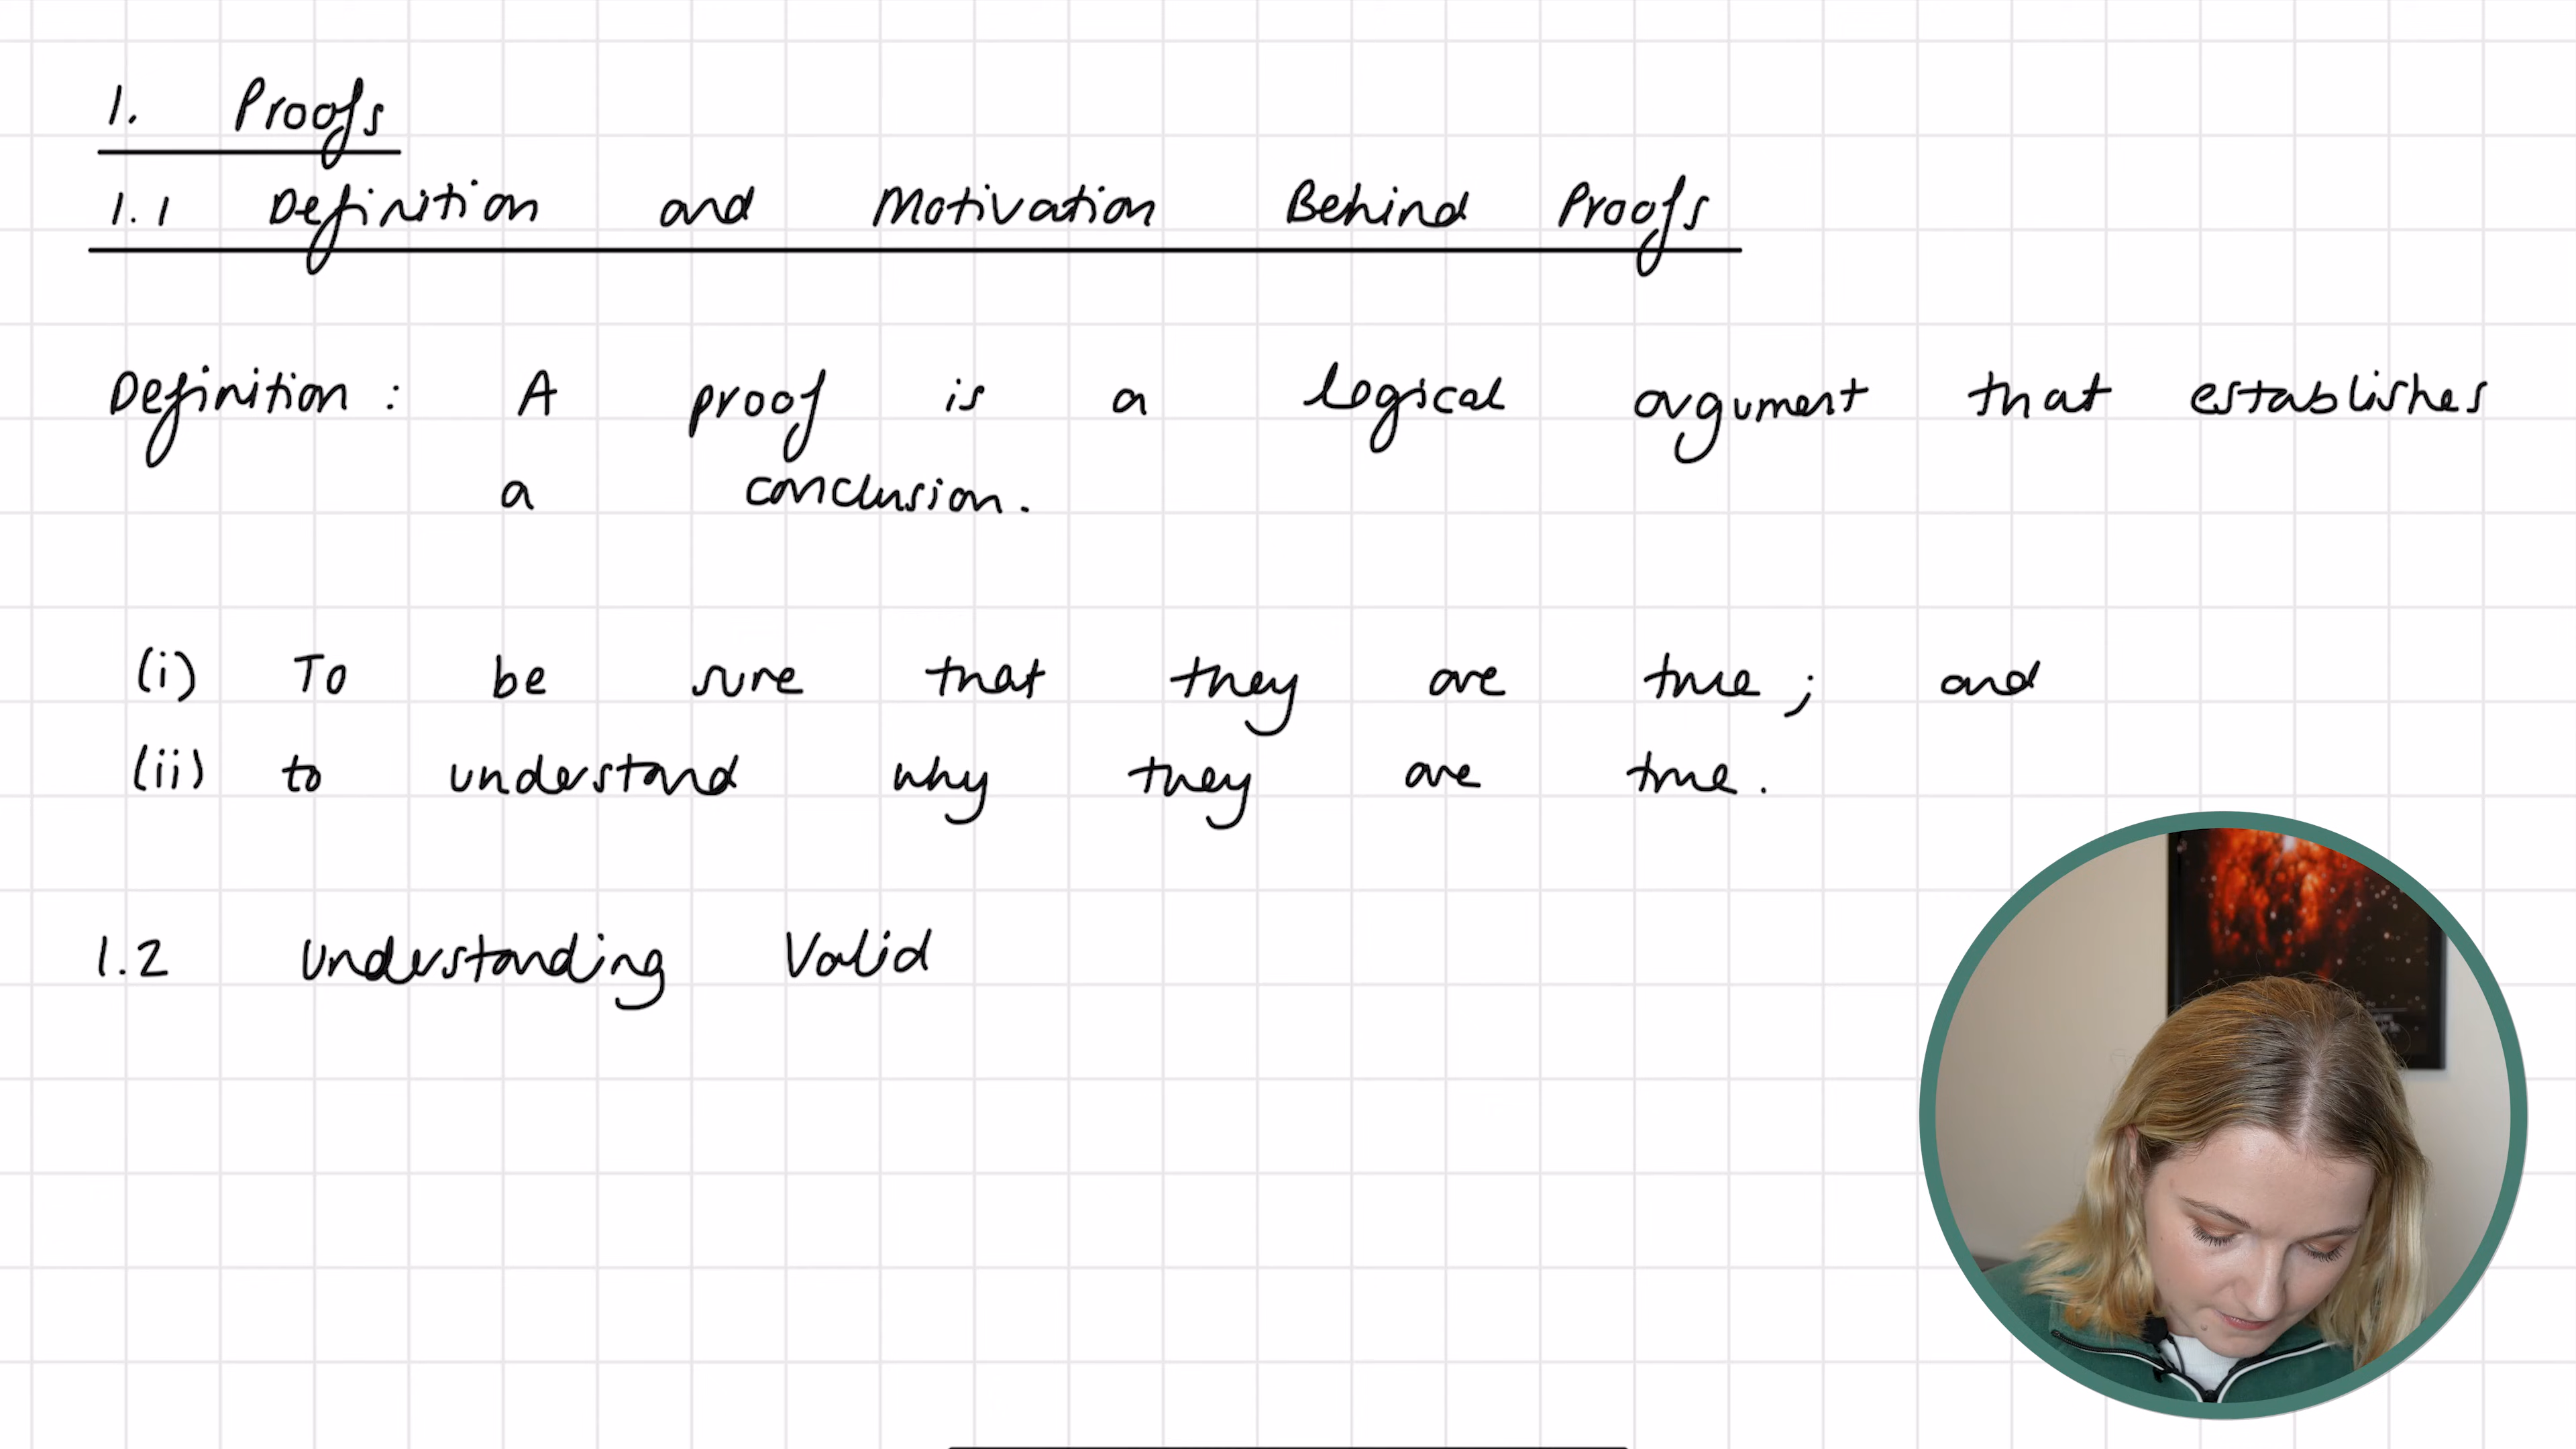 1. Proofs
1.1 Definition and Motivation Behind Proofs
Definition: A proof is a logical argument that establishes
a conclusion.
(i) To be sure that they are true; and
(ii) to understand why they are true.
1.2 Understanding Valid